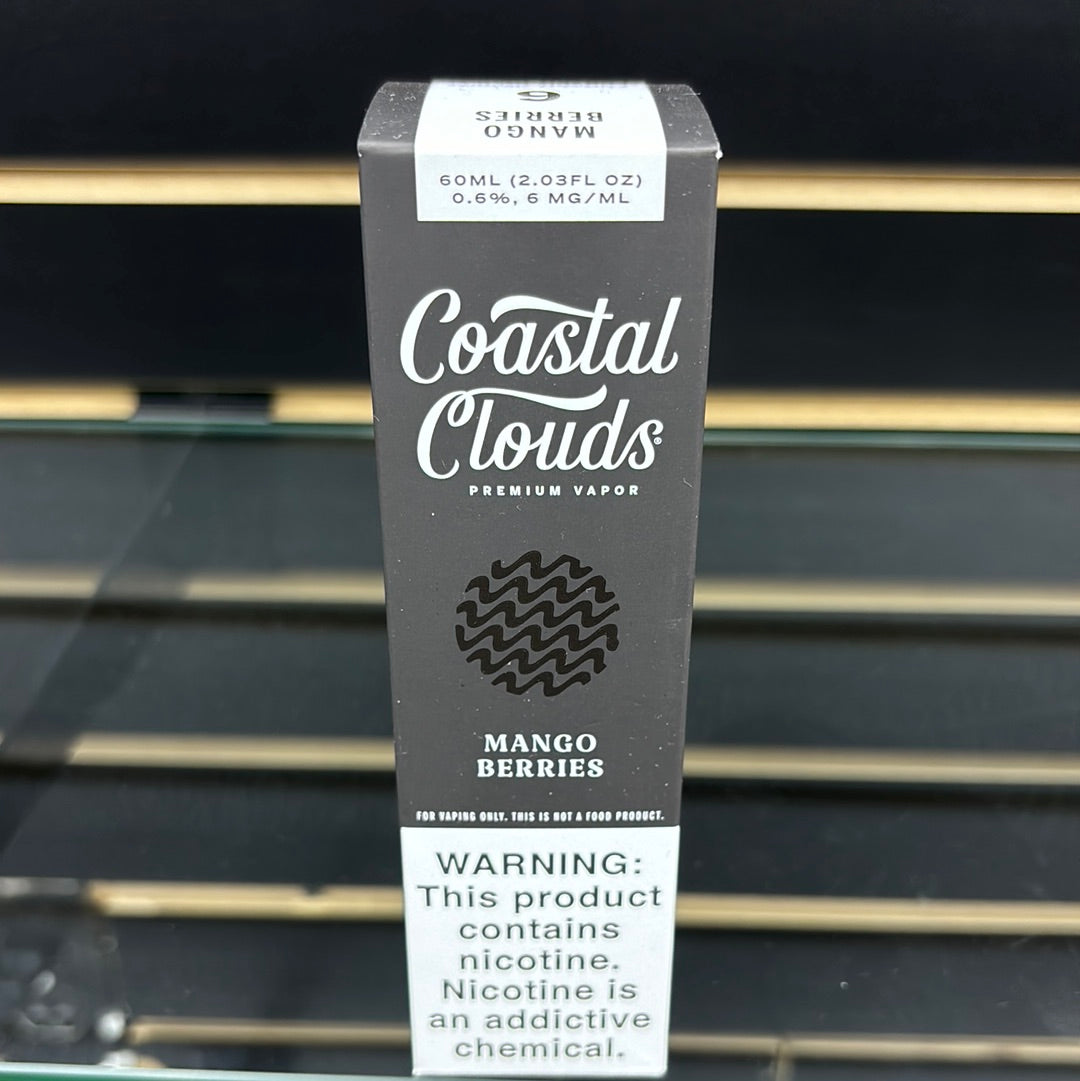 6
MANGO
BERRIES
60ML (2.03FL OZ)
0.6%, 6 MG/ML
Coastal
Clouds®
PREMIUM VAPOR
MANGO
BERRIES
FOR VAPING ONLY. THIS IS NOT A FOOD PRODUCT.
WARNING:
This product
contains
nicotine.
Nicotine is
an addictive
chemical.